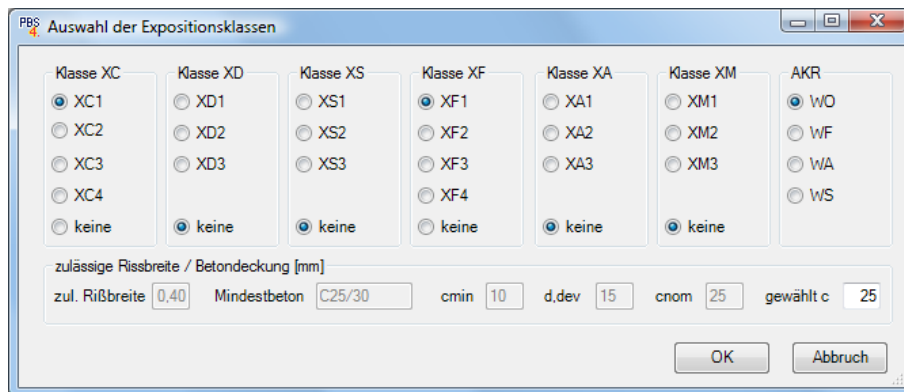 PBS 4. Auswahl der Expositionsklassen
Klasse XC Klasse XD Klasse XS Klasse XF Klasse XA Klasse XM AKR
XC1 XD1 XS1 XF1 XA1 XM1 WO
XC2 XD2 XS2 XF2 XA2 XM2 WF
XC3 XD3 XS3 XF3 XA3 XM3 WA
XC4 XF4 WS
keine keine keine keine keine keine
zulässige Rissbreite / Betondeckung [mm]
zul. Rißbreite 0,40 Mindestbeton C25/30 cmin 10 d,dev 15 cnom 25 gewählt c 25
OK Abbruch